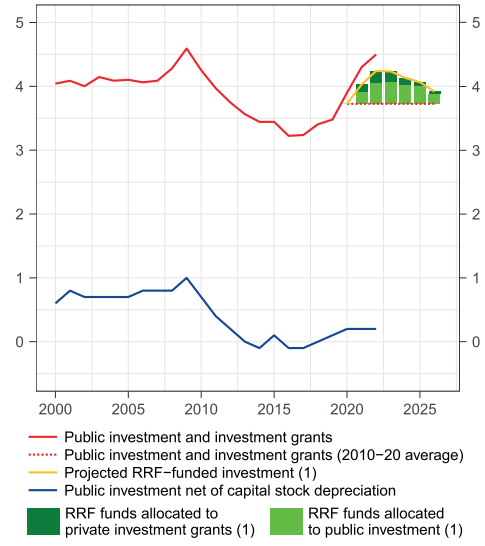 5 5
4 4
3 3
2 2
1 1
0 0
2000 2005 2010 2015 2020 2025
Public investment and investment grants
Public investment and investment grants (2010−20 average)
Projected RRF−funded investment (1)
Public investment net of capital stock depreciation
RRF funds allocated to RRF funds allocated
private investment grants (1) to public investment (1)